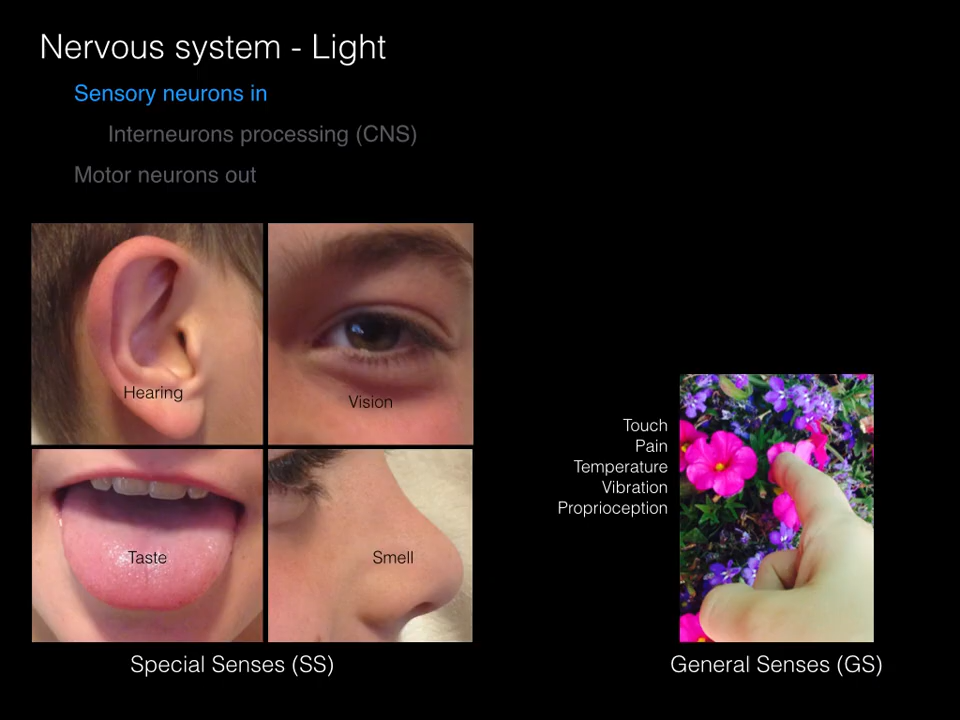 Nervous system - Light
Sensory neurons in
Interneurons processing (CNS)
Motor neurons out
Hearing
Vision
Taste
Smell
Special Senses (SS)
Touch
Pain
Temperature
Vibration
Proprioception
General Senses (GS)